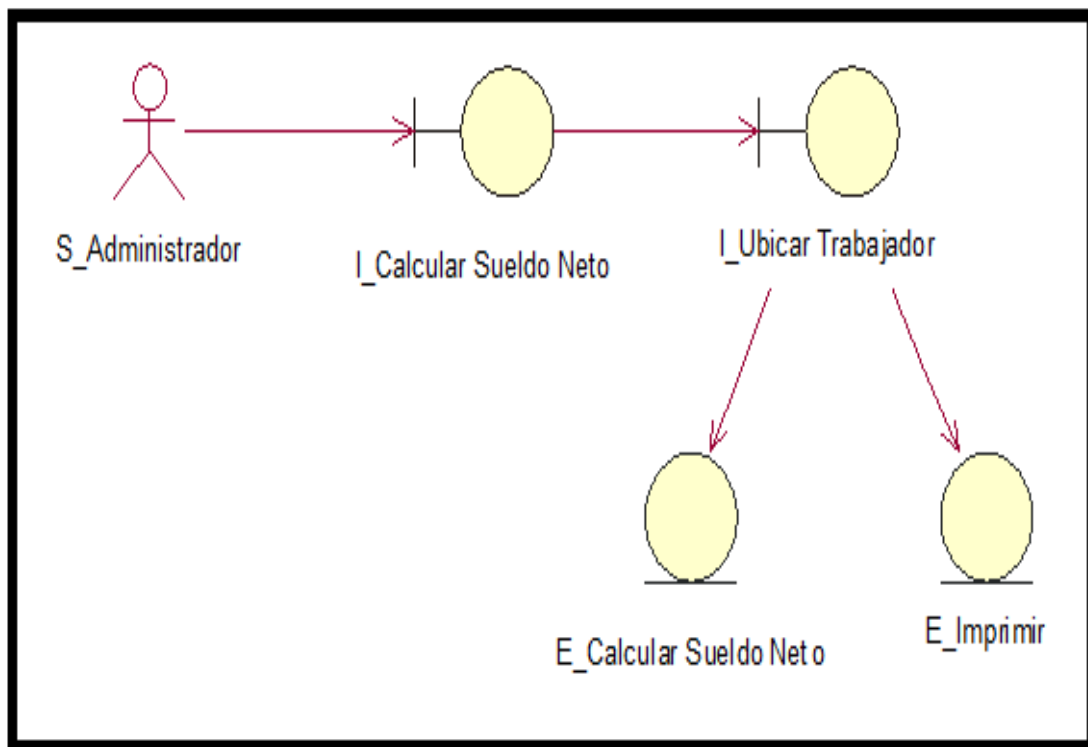 S_Administrador
I_Calcular Sueldo Neto
I_Ubicar Trabajador
E_Calcular Sueldo Neto
E_Imprimir